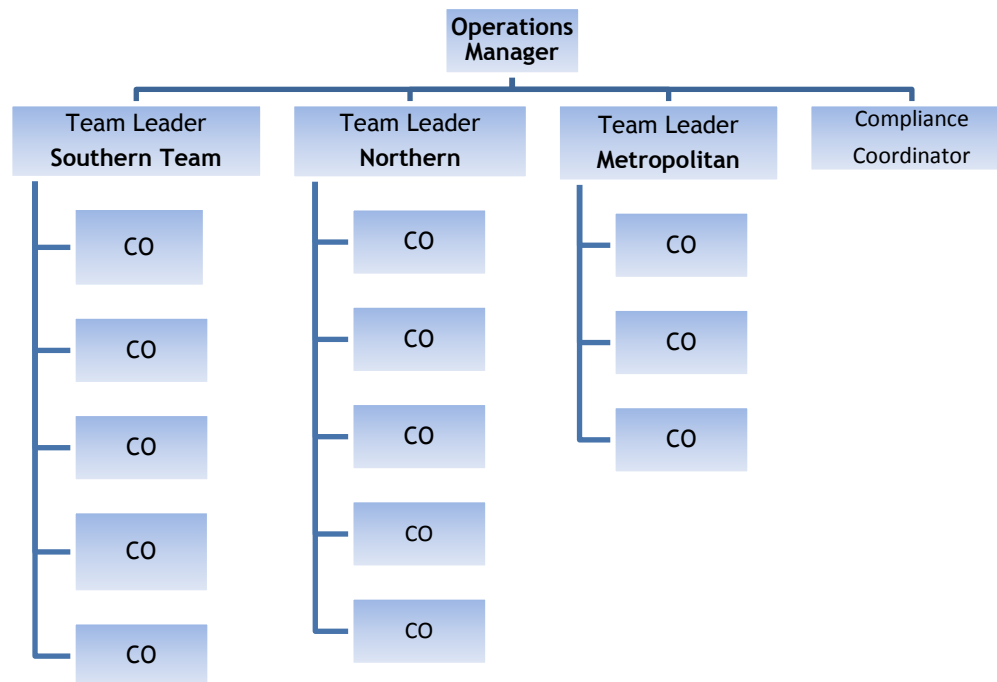 Operations
Manager
Team Leader
Southern Team
Team Leader
Northern
Team Leader
Metropolitan
Compliance
Coordinator
CO
CO
CO
CO
CO
CO
CO
CO
CO
CO
CO
CO
CO